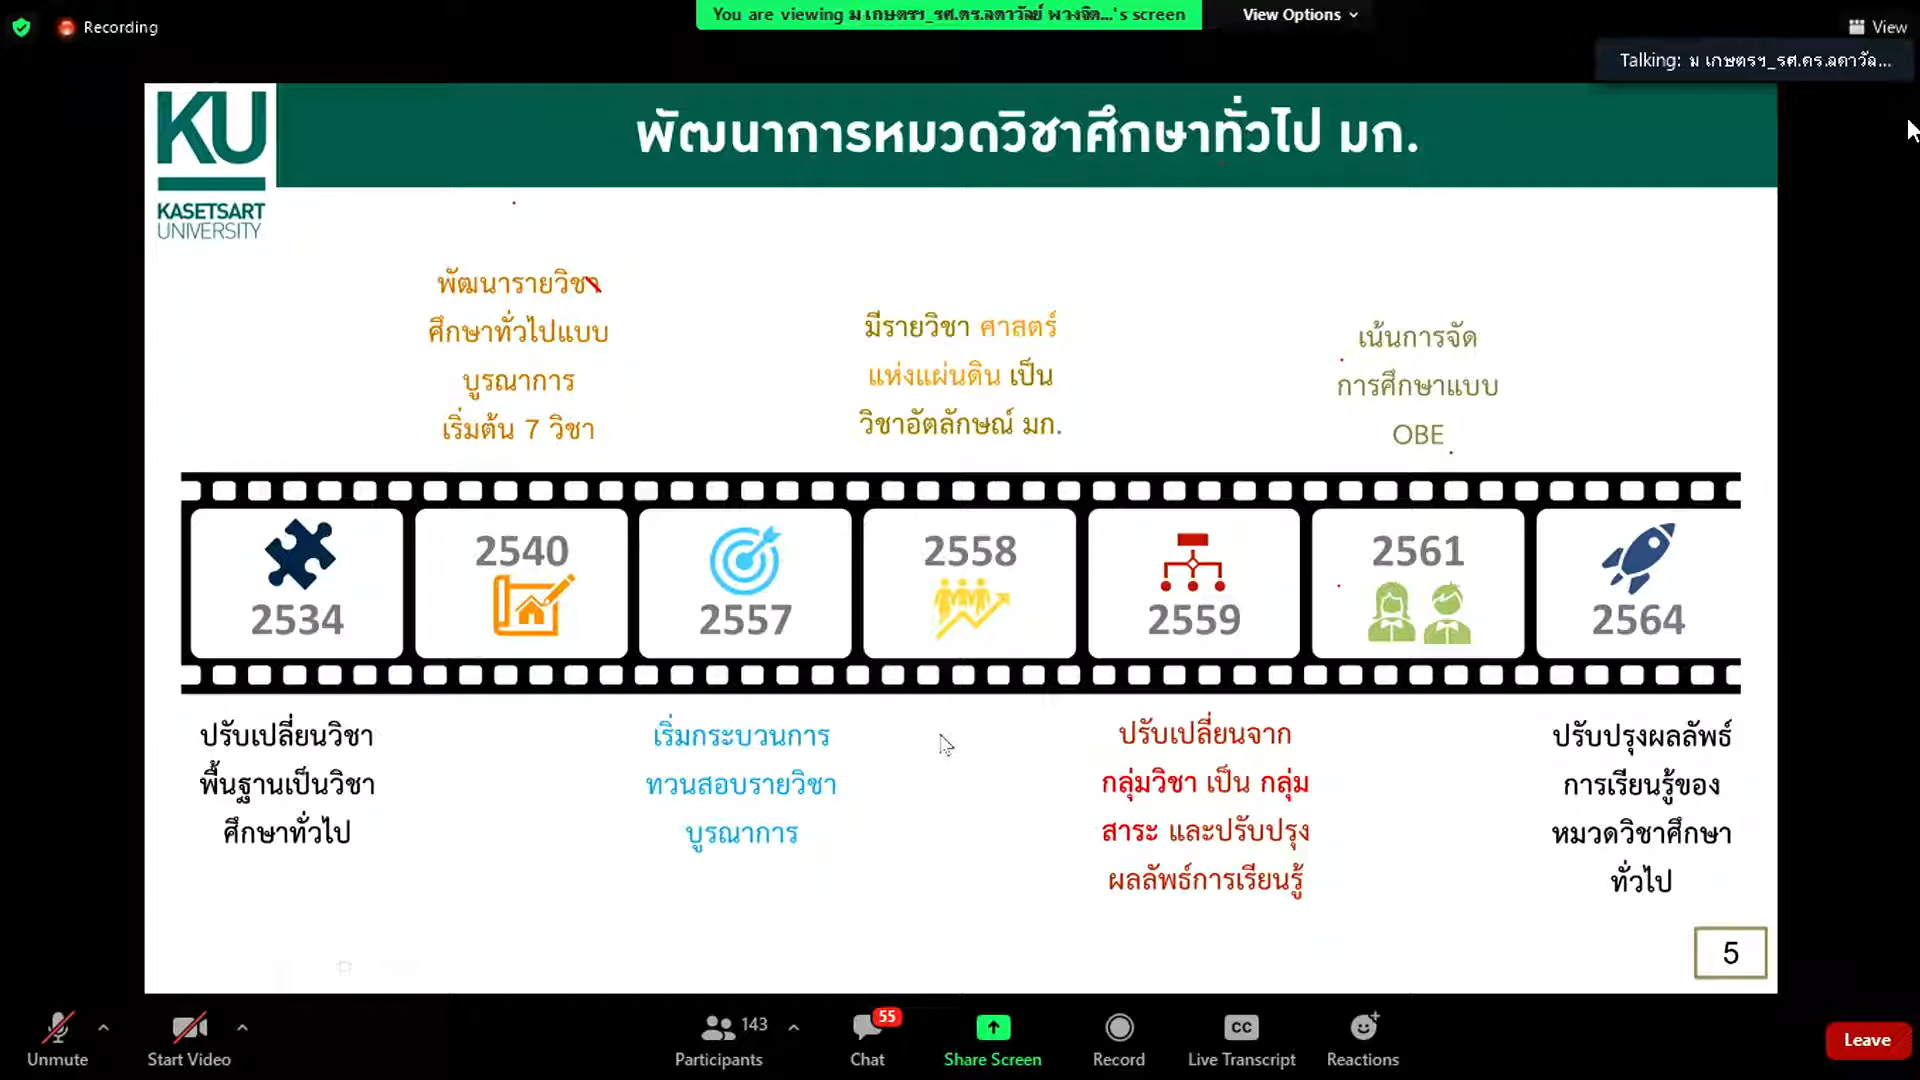 You are viewing ม เกษตรฯ_รศ.ดร.ลดาวัลย์ พวงจิต...'s screen
View Options
Recording
View
Talking: ม เกษตรฯ_รศ.ดร.ลดาวัล...
KU
KASETSART
UNIVERSITY
พัฒนาการหมวดวิชาศึกษาทั่วไป มก.
พัฒนารายวิชา
ศึกษาทั่วไปแบบ
บูรณาการ
เริ่มต้น 7 วิชา
มีรายวิชา ศาสตร์
แห่งแผ่นดิน เป็น
วิชาอัตลักษณ์ มก.
เน้นการจัด
การศึกษาแบบ
OBE
2534
2540
2557
2558
2559
2561
2564
ปรับเปลี่ยนวิชา
พื้นฐานเป็นวิชา
ศึกษาทั่วไป
เริ่มกระบวนการ
ทวนสอบรายวิชา
บูรณาการ
ปรับเปลี่ยนจาก
กลุ่มวิชา เป็น กลุ่ม
สาระ และปรับปรุง
ผลลัพธ์การเรียนรู้
ปรับปรุงผลลัพธ์
การเรียนรู้ของ
หมวดวิชาศึกษา
ทั่วไป
5
Unmute
Start Video
143
Participants
55
Chat
Share Screen
Record
CC
Live Transcript
Reactions
Leave